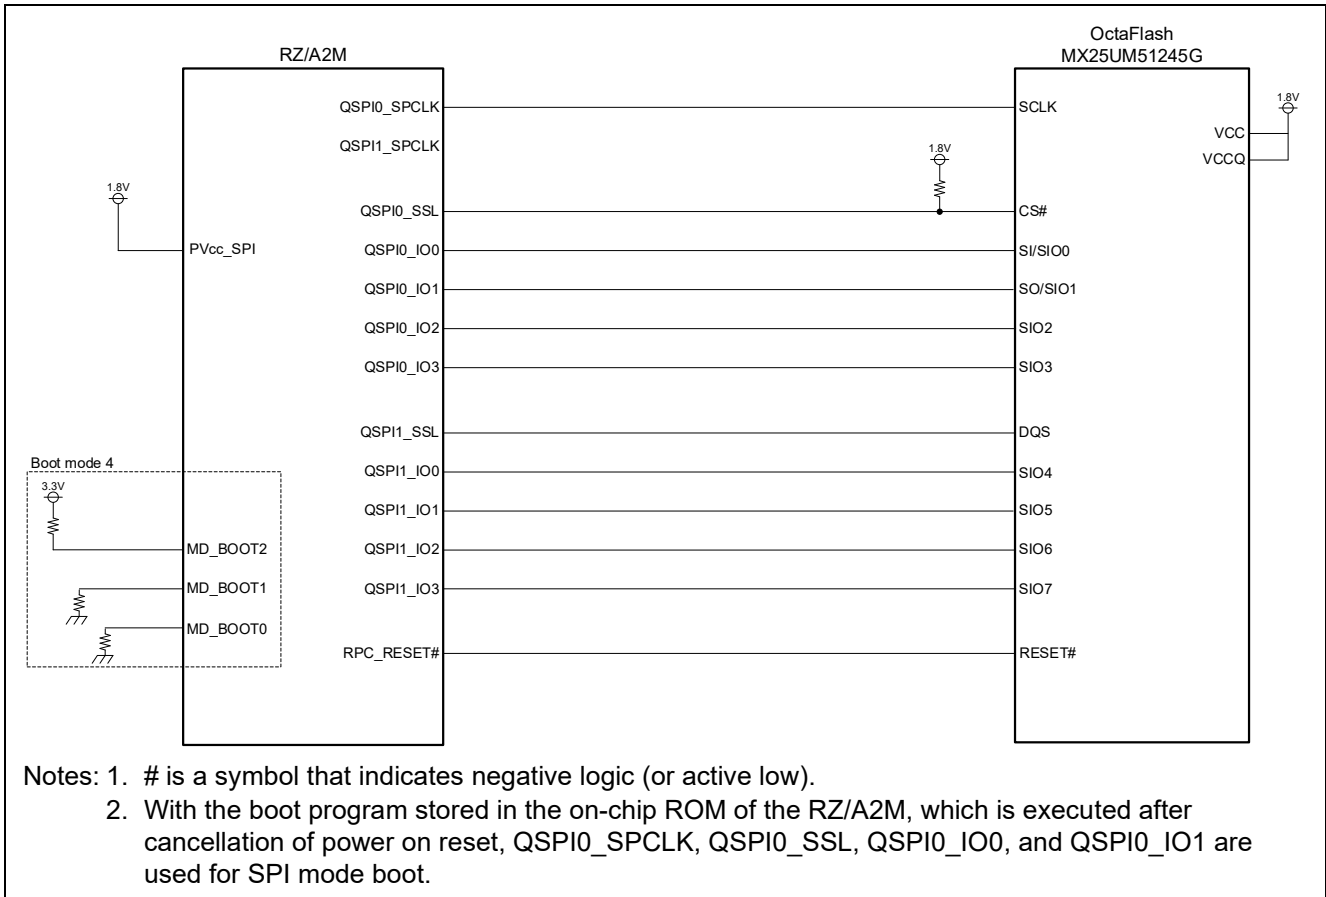 OctaFlash
RZ/A2M
MX25UM51245G
QSPI0_SPCLK
SCLK
1.8V
VCC
QSPI1_SPCLK
1.8V
VCCQ
1.8V
QSPI0_SSL
CS#
PVcc_SPI
QSPI0_IO0
SI/SIO0
QSPI0_IO1
SO/SIO1
QSPI0_IO2
SIO2
QSPI0_IO3
SIO3
QSPI1_SSL
DQS
Boot mode 4
QSPI1_IO0
SIO4
3.3V
QSPI1_IO1
SIO5
MD_BOOT2
QSPI1_IO2
SIO6
MD_BOOT1
QSPI1_IO3
SIO7
MD_BOOT0
RPC_RESET#
RESET#
Notes: 1. # is a symbol that indicates negative logic (or active low).
2. With the boot program stored in the on-chip ROM of the RZ/A2M, which is executed after
cancellation of power on reset, QSPI0_SPCLK, QSPI0_SSL, QSPI0_IO0, and QSPI0_IO1 are
used for SPI mode boot.